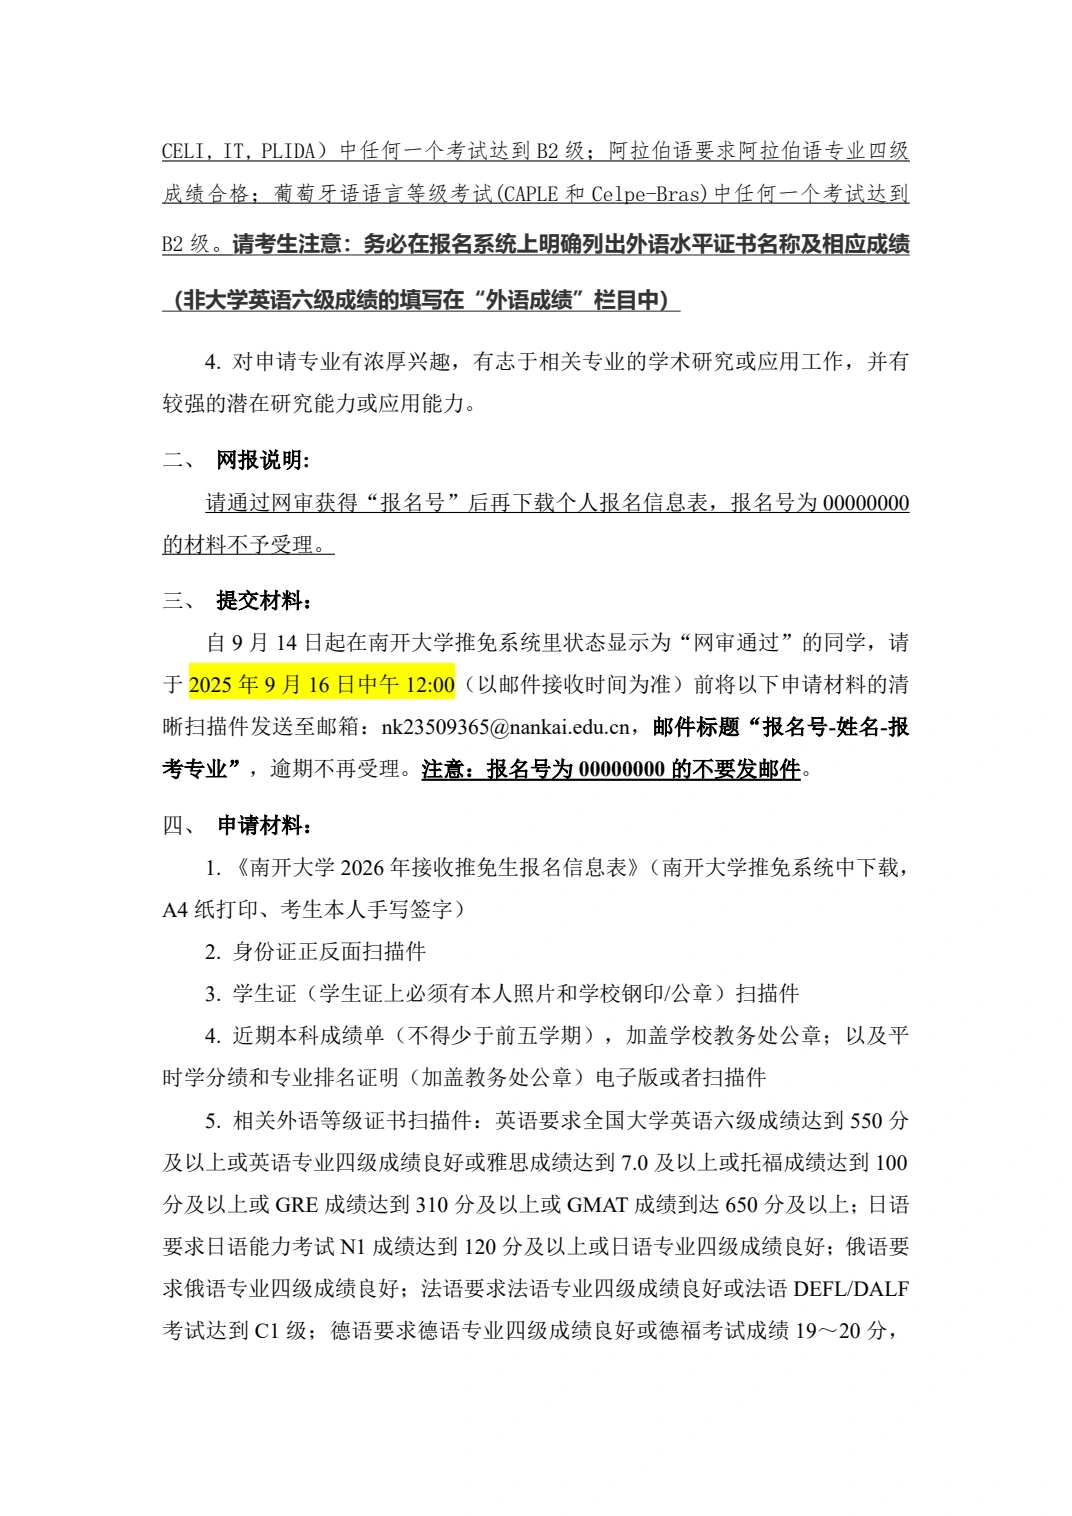 CELI, IT, PLIDA）中任何一个考试达到 B2 级；阿拉伯语要求阿拉伯语专业四级
成绩合格；葡萄牙语语言等级考试(CAPLE 和 Celpe-Bras)中任何一个考试达到
B2 级。请考生注意：务必在报名系统上明确列出外语水平证书名称及相应成绩
（非大学英语六级成绩的填写在“外语成绩”栏目中）
4. 对申请专业有浓厚兴趣，有志于相关专业的学术研究或应用工作，并有
较强的潜在研究能力或应用能力。
二、 网报说明:
请通过网审获得“报名号”后再下载个人报名信息表，报名号为 00000000
的材料不予受理。
三、 提交材料：
自 9 月 14 日起在南开大学推免系统里状态显示为“网审通过”的同学，请
于 2025 年 9 月 16 日中午 12:00（以邮件接收时间为准）前将以下申请材料的清
晰扫描件发送至邮箱：nk23509365@nankai.edu.cn，邮件标题“报名号-姓名-报
考专业”，逾期不再受理。注意：报名号为 00000000 的不要发邮件。
四、 申请材料：
1. 《南开大学 2026 年接收推免生报名信息表》（南开大学推免系统中下载，
A4 纸打印、考生本人手写签字）
2. 身份证正反面扫描件
3. 学生证（学生证上必须有本人照片和学校钢印/公章）扫描件
4. 近期本科成绩单（不得少于前五学期），加盖学校教务处公章；以及平
时学分绩和专业排名证明（加盖教务处公章）电子版或者扫描件
5. 相关外语等级证书扫描件：英语要求全国大学英语六级成绩达到 550 分
及以上或英语专业四级成绩良好或雅思成绩达到 7.0 及以上或托福成绩达到 100
分及以上或 GRE 成绩达到 310 分及以上或 GMAT 成绩到达 650 分及以上；日语
要求日语能力考试 N1 成绩达到 120 分及以上或日语专业四级成绩良好；俄语要
求俄语专业四级成绩良好；法语要求法语专业四级成绩良好或法语 DEFL/DALF
考试达到 C1 级；德语要求德语专业四级成绩良好或德福考试成绩 19～20 分，